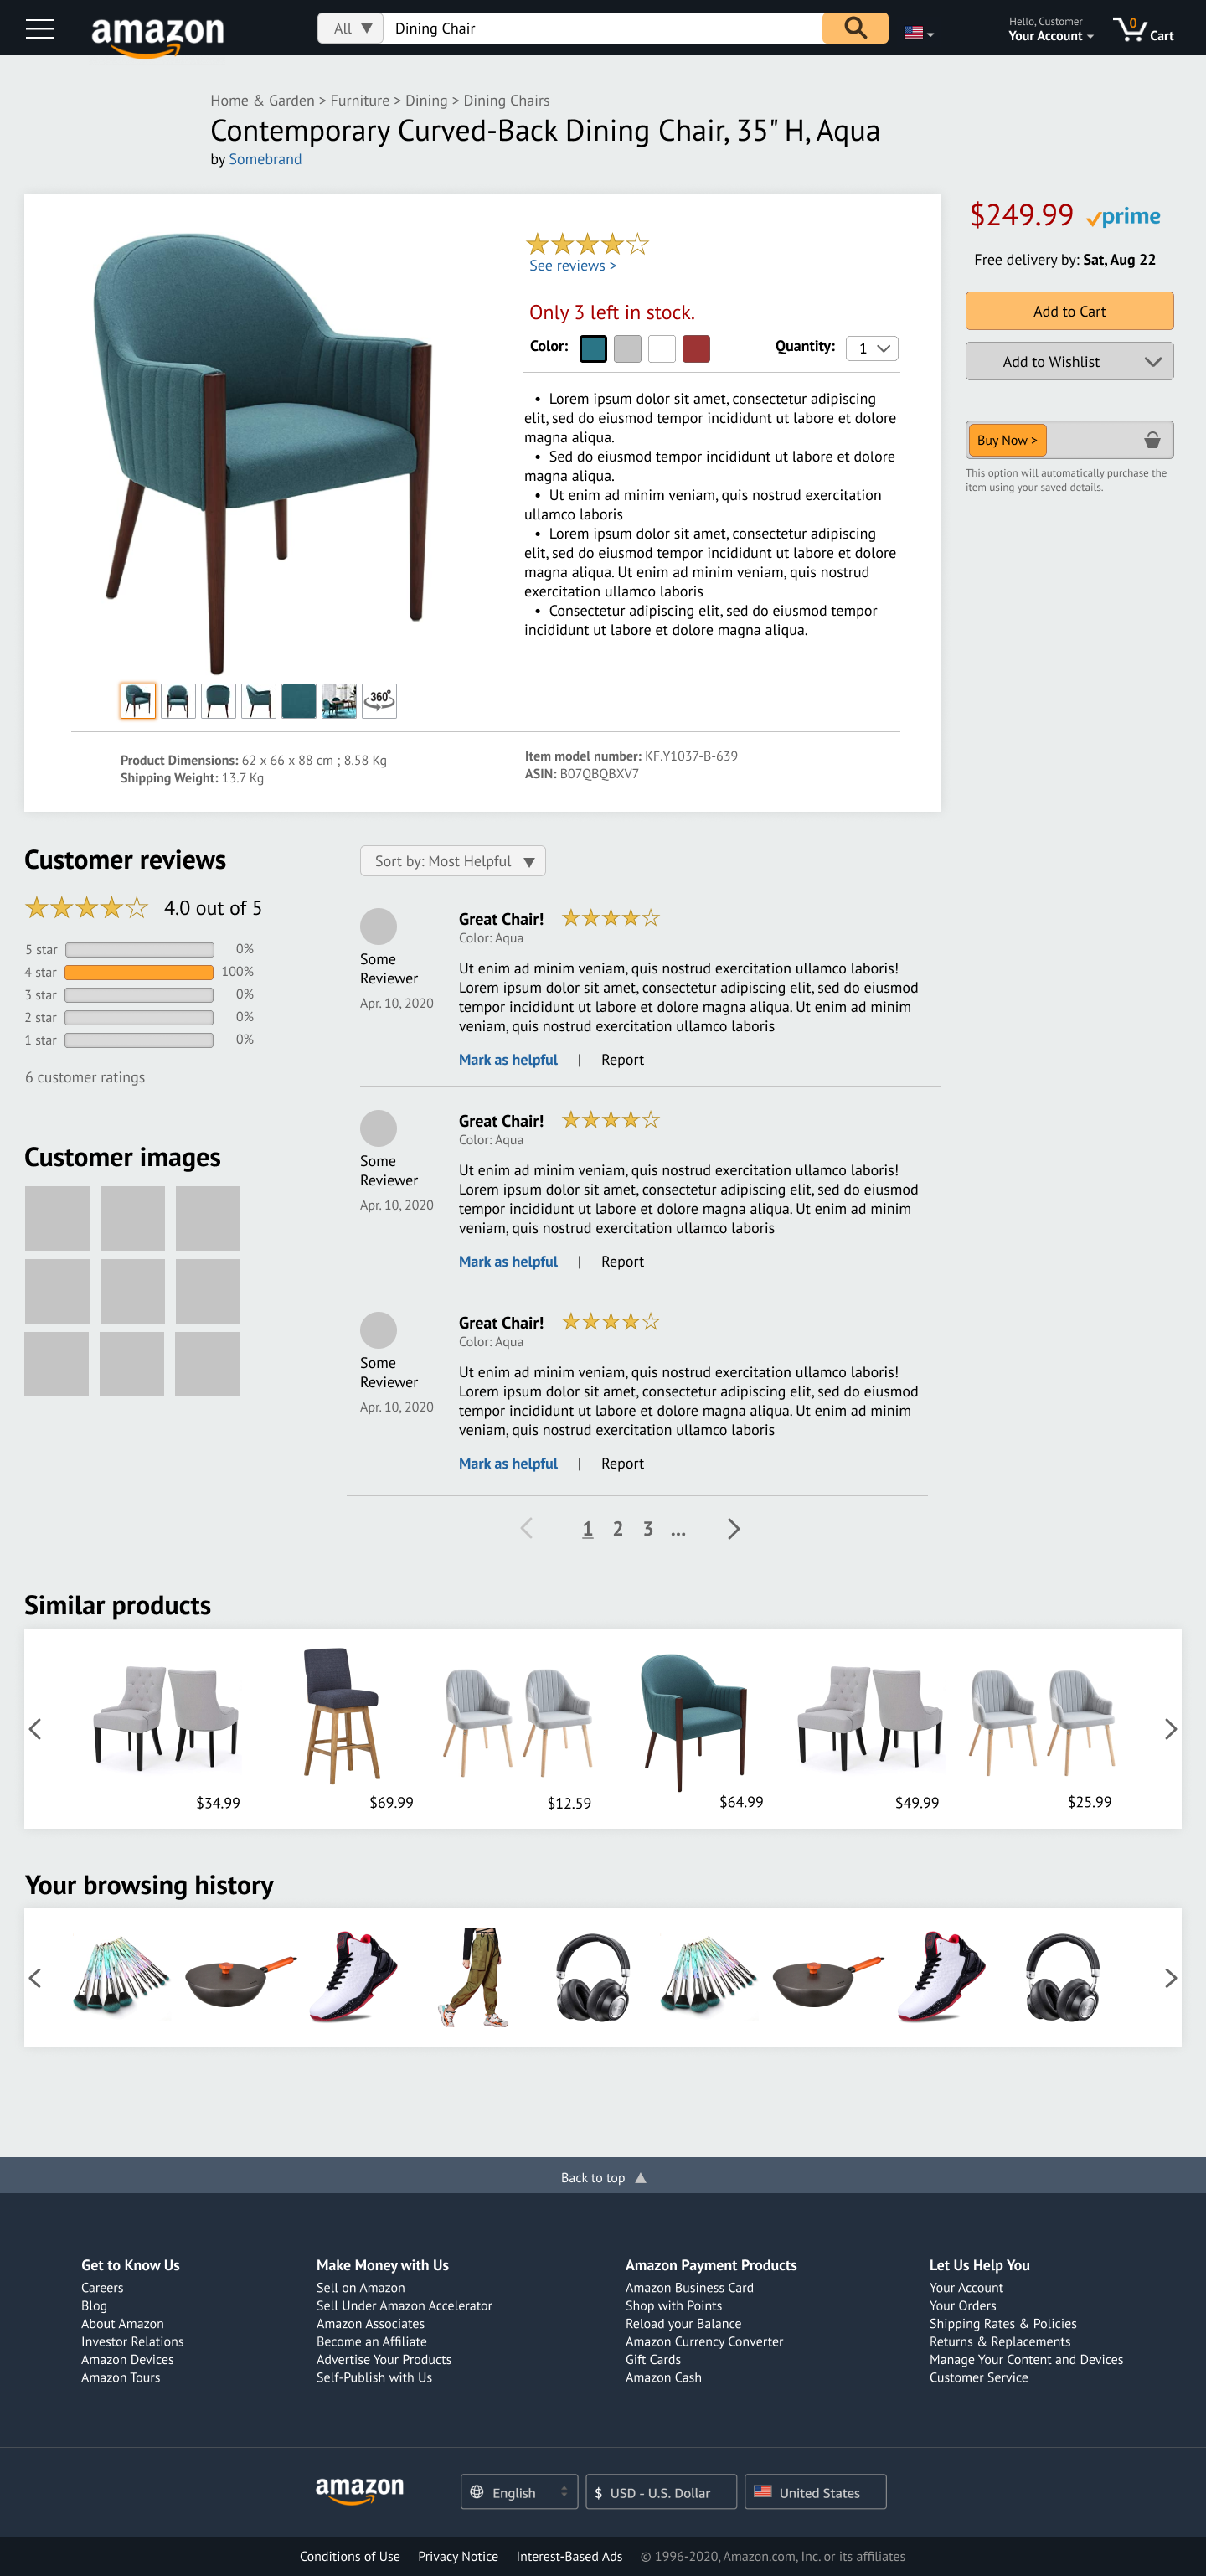 amazon
All ▼ Dining Chair
Hello, Customer
Your Account
0
Cart
Home & Garden > Furniture > Dining > Dining Chairs
Contemporary Curved-Back Dining Chair, 35" H, Aqua
by Somebrand
$249.99 prime
Free delivery by: Sat, Aug 22
Add to Cart
Add to Wishlist
Buy Now >
This option will automatically purchase the
item using your saved details.
See reviews >
Only 3 left in stock.
Color:
Quantity: 1
• Lorem ipsum dolor sit amet, consectetur adipiscing
elit, sed do eiusmod tempor incididunt ut labore et dolore
magna aliqua.
• Sed do eiusmod tempor incididunt ut labore et dolore
magna aliqua.
• Ut enim ad minim veniam, quis nostrud exercitation
ullamco laboris
• Lorem ipsum dolor sit amet, consectetur adipiscing
elit, sed do eiusmod tempor incididunt ut labore et dolore
magna aliqua. Ut enim ad minim veniam, quis nostrud
exercitation ullamco laboris
• Consectetur adipiscing elit, sed do eiusmod tempor
incididunt ut labore et dolore magna aliqua.
360°
Product Dimensions: 62 x 66 x 88 cm ; 8.58 Kg
Shipping Weight: 13.7 Kg
Item model number: KF.Y1037-B-639
ASIN: B07QBQBXV7
Customer reviews
4.0 out of 5
5 star 0%
4 star 100%
3 star 0%
2 star 0%
1 star 0%
6 customer ratings
Customer images
Sort by: Most Helpful ▼
Some
Reviewer
Apr. 10, 2020
Great Chair!
Color: Aqua
Ut enim ad minim veniam, quis nostrud exercitation ullamco laboris!
Lorem ipsum dolor sit amet, consectetur adipiscing elit, sed do eiusmod
tempor incididunt ut labore et dolore magna aliqua. Ut enim ad minim
veniam, quis nostrud exercitation ullamco laboris
Mark as helpful | Report
Some
Reviewer
Apr. 10, 2020
Great Chair!
Color: Aqua
Ut enim ad minim veniam, quis nostrud exercitation ullamco laboris!
Lorem ipsum dolor sit amet, consectetur adipiscing elit, sed do eiusmod
tempor incididunt ut labore et dolore magna aliqua. Ut enim ad minim
veniam, quis nostrud exercitation ullamco laboris
Mark as helpful | Report
Some
Reviewer
Apr. 10, 2020
Great Chair!
Color: Aqua
Ut enim ad minim veniam, quis nostrud exercitation ullamco laboris!
Lorem ipsum dolor sit amet, consectetur adipiscing elit, sed do eiusmod
tempor incididunt ut labore et dolore magna aliqua. Ut enim ad minim
veniam, quis nostrud exercitation ullamco laboris
Mark as helpful | Report
1 2 3 ...
Similar products
$34.99 $69.99 $12.59 $64.99 $49.99 $25.99
Your browsing history
Back to top ▲
Get to Know Us
Careers
Blog
About Amazon
Investor Relations
Amazon Devices
Amazon Tours
Make Money with Us
Sell on Amazon
Sell Under Amazon Accelerator
Amazon Associates
Become an Affiliate
Advertise Your Products
Self-Publish with Us
Amazon Payment Products
Amazon Business Card
Shop with Points
Reload your Balance
Amazon Currency Converter
Gift Cards
Amazon Cash
Let Us Help You
Your Account
Your Orders
Shipping Rates & Policies
Returns & Replacements
Manage Your Content and Devices
Customer Service
amazon
English
$ USD - U.S. Dollar
United States
Conditions of Use Privacy Notice Interest-Based Ads © 1996-2020, Amazon.com, Inc. or its affiliates